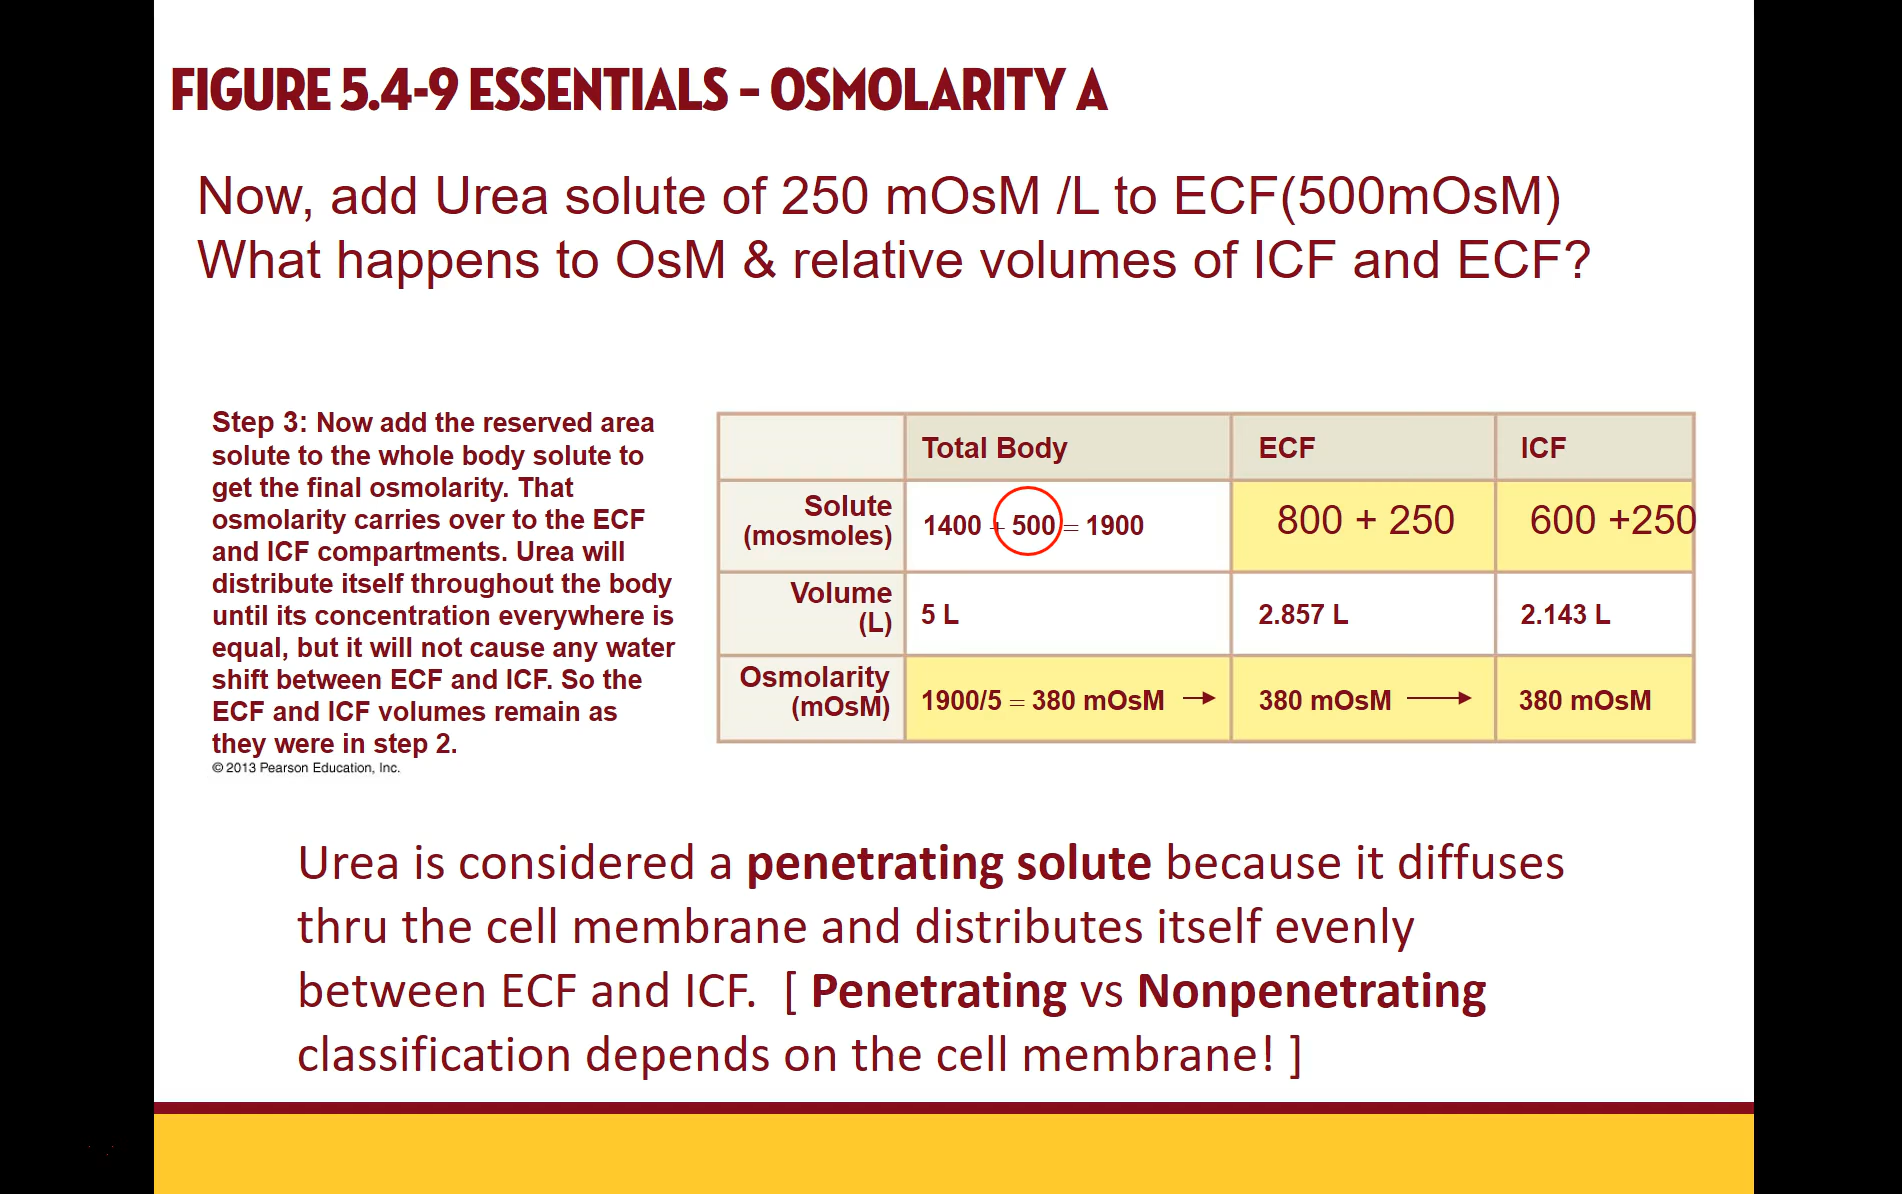 FIGURE 5.4-9 ESSENTIALS – OSMOLARITY A
Now, add Urea solute of 250 mOsM /L to ECF(500mOsM)
What happens to OsM & relative volumes of ICF and ECF?
Step 3: Now add the reserved area
solute to the whole body solute to
get the final osmolarity. That
osmolarity carries over to the ECF
and ICF compartments. Urea will
distribute itself throughout the body
until its concentration everywhere is
equal, but it will not cause any water
shift between ECF and ICF. So the
ECF and ICF volumes remain as
they were in step 2.
© 2013 Pearson Education, Inc.
Total Body ECF ICF
Solute
(mosmoles) 1400 + 500 = 1900 800 + 250 600 +250
Volume
(L) 5 L 2.857 L 2.143 L
Osmolarity
(mOsM) 1900/5 = 380 mOsM → 380 mOsM → 380 mOsM
Urea is considered a penetrating solute because it diffuses
thru the cell membrane and distributes itself evenly
between ECF and ICF. [ Penetrating vs Nonpenetrating
classification depends on the cell membrane! ]